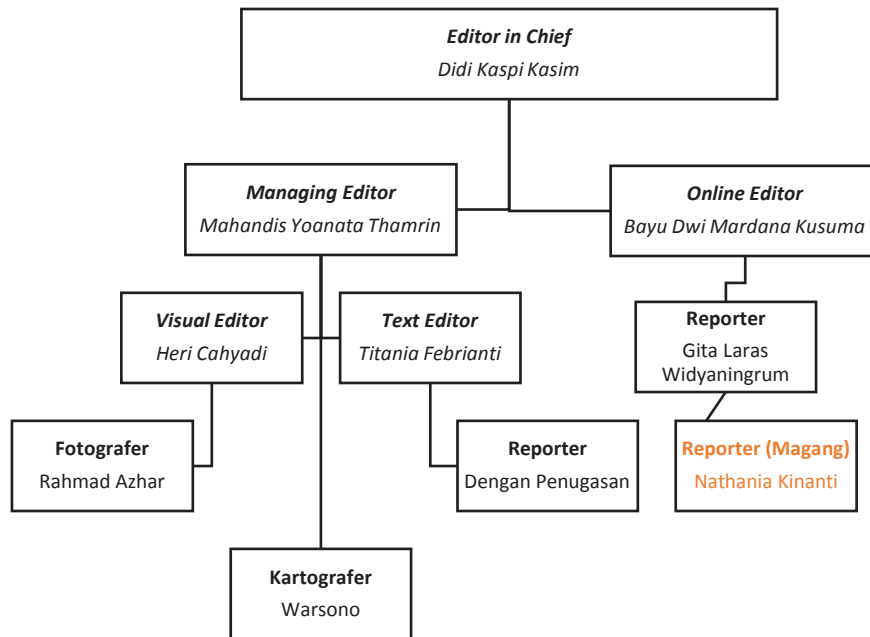 Editor in Chief
Didi Kaspi Kasim
Managing Editor
Mahandis Yoanata Thamrin
Online Editor
Bayu Dwi Mardana Kusuma
Visual Editor
Heri Cahyadi
Text Editor
Titania Febrianti
Reporter
Gita Laras
Widyaningrum
Fotografer
Rahmad Azhar
Reporter
Dengan Penugasan
Reporter (Magang)
Nathania Kinanti
Kartografer
Warsono